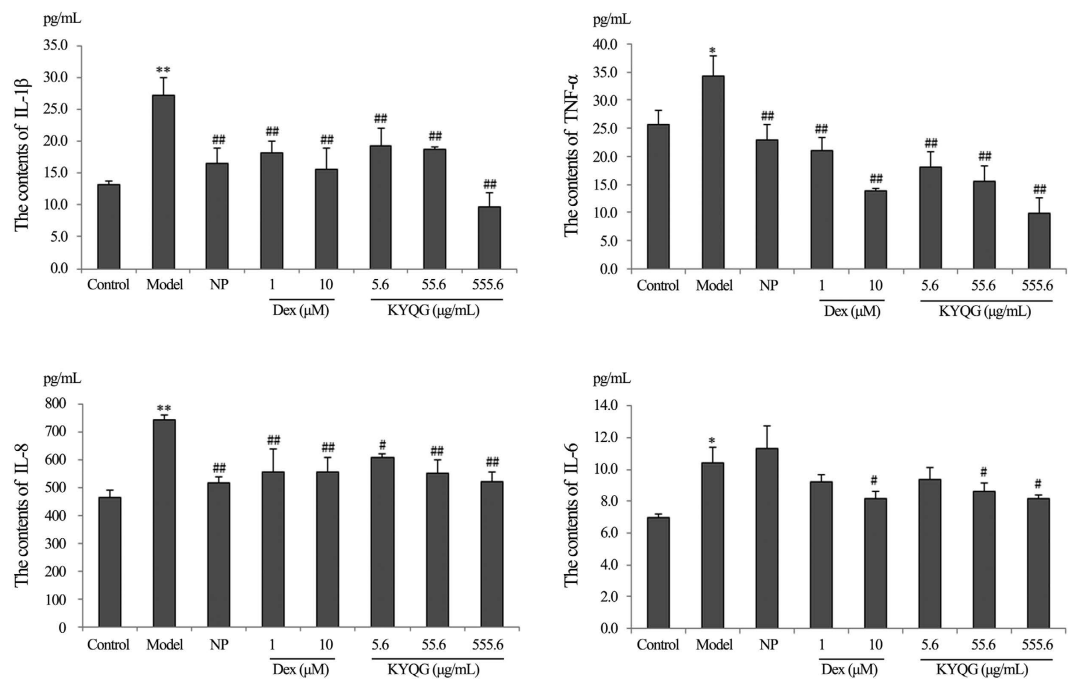 pg/mL
The contents of IL-1β
35.0
30.0
25.0
20.0
15.0
10.0
5.0
0.0
** ## ## ## ## ## ##
Control Model NP 1 10 5.6 55.6 555.6
Dex (μM) KYQG (μg/mL)
pg/mL
The contents of TNF-α
40.0
35.0
30.0
25.0
20.0
15.0
10.0
5.0
0.0
* ## ## ## ## ## ##
Control Model NP 1 10 5.6 55.6 555.6
Dex (μM) KYQG (μg/mL)
pg/mL
The contents of IL-8
800
700
600
500
400
300
200
100
0
** ## ## ## # ## ##
Control Model NP 1 10 5.6 55.6 555.6
Dex (μM) KYQG (μg/mL)
pg/mL
The contents of IL-6
14.0
12.0
10.0
8.0
6.0
4.0
2.0
0.0
* # # #
Control Model NP 1 10 5.6 55.6 555.6
Dex (μM) KYQG (μg/mL)